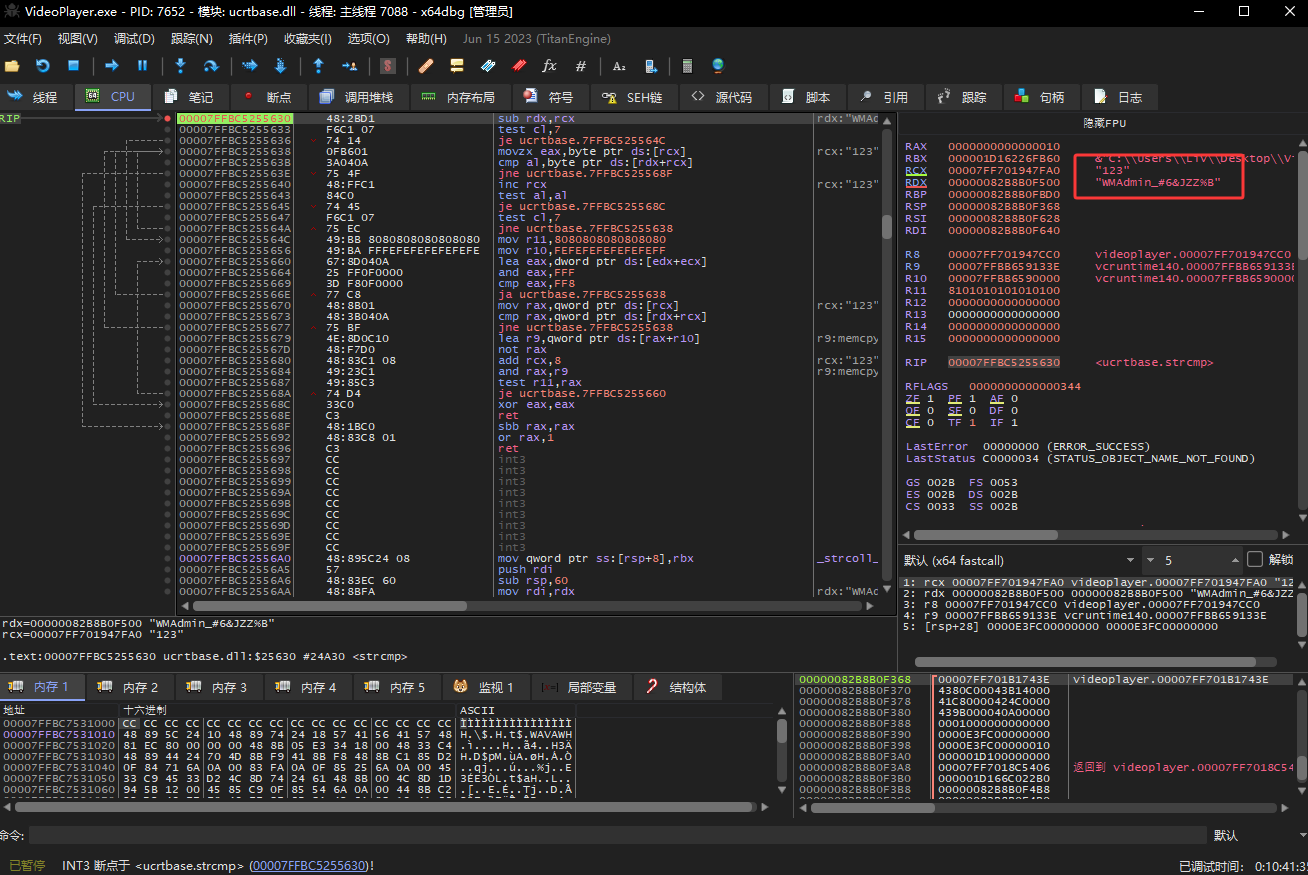 VideoPlayer.exe - PID: 7652 - 模块: ucrtbase.dll - 线程: 主线程 7088 - x64dbg [管理员]
文件(F) 视图(V) 调试(D) 跟踪(N) 插件(P) 收藏夹(I) 选项(O) 帮助(H) Jun 15 2023 (TitanEngine)
线程 CPU 笔记 断点 调用堆栈 内存布局 符号 SEH链 源代码 脚本 引用 跟踪 句柄 日志
RIP
00007FFBC5255630 48:2BD1 sub rdx,rcx rdx:"WMAd
00007FFBC5255633 F6C1 07 test cl,7
00007FFBC5255636 74 14 je ucrtbase.7FFBC525564C
00007FFBC5255638 0FB601 movzx eax,byte ptr ds:[rcx] rcx:"123"
00007FFBC525563B 3A040A cmp al,byte ptr ds:[rdx+rcx]
00007FFBC525563E 75 4F jne ucrtbase.7FFBC525568F
00007FFBC5255640 48:FFC1 inc rcx rcx:"123"
00007FFBC5255643 84C0 test al,al
00007FFBC5255645 74 45 je ucrtbase.7FFBC525568C
00007FFBC5255647 F6C1 07 test cl,7
00007FFBC525564A 75 EC jne ucrtbase.7FFBC5255638
00007FFBC525564C 49:BB 8080808080808080 mov r11,8080808080808080
00007FFBC5255656 49:BA FFFEFEFEFEFEFEFE mov r10,FEFEFEFEFEFEFEFF
00007FFBC5255660 67:8D040A lea eax,dword ptr ds:[edx+ecx]
00007FFBC5255664 25 FF0F0000 and eax,FFF
00007FFBC5255669 3D F80F0000 cmp eax,FF8
00007FFBC525566E 77 C8 ja ucrtbase.7FFBC5255638
00007FFBC5255670 48:8B01 mov rax,qword ptr ds:[rcx] rcx:"123"
00007FFBC5255673 48:3B040A cmp rax,qword ptr ds:[rdx+rcx]
00007FFBC5255677 75 BF jne ucrtbase.7FFBC5255638
00007FFBC5255679 4E:8D0C10 lea r9,qword ptr ds:[rax+r10] r9:memcpy
00007FFBC525567D 48:F7D0 not rax
00007FFBC5255680 48:83C1 08 add rcx,8 rcx:"123"
00007FFBC5255684 49:23C1 and rax,r9 r9:memcpy
00007FFBC5255687 49:85C3 test r11,rax
00007FFBC525568A 74 D4 je ucrtbase.7FFBC5255660
00007FFBC525568C 33C0 xor eax,eax
00007FFBC525568E C3 ret
00007FFBC525568F 48:1BC0 sbb rax,rax
00007FFBC5255692 48:83C8 01 or rax,1
00007FFBC5255696 C3 ret
00007FFBC5255697 CC int3
00007FFBC5255698 CC int3
00007FFBC5255699 CC int3
00007FFBC525569A CC int3
00007FFBC525569B CC int3
00007FFBC525569C CC int3
00007FFBC525569D CC int3
00007FFBC525569E CC int3
00007FFBC525569F CC int3
00007FFBC52556A0 48:895C24 08 mov qword ptr ss:[rsp+8],rbx _strcoll_
00007FFBC52556A5 57 push rdi
00007FFBC52556A6 48:83EC 60 sub rsp,60
00007FFBC52556AA 48:8BFA mov rdi,rdx rdx:"WMAd
隐藏FPU
RAX 0000000000000010
RBX 000001D16226FB60 &"C:\\Users\\LIV\\Desktop\\Vi
RCX 00007FF701947FA0 "123"
RDX 00000082B8B0F500 "WMAdmin_#6&JZZ%B"
RBP 00000082B8B0FBD0
RSP 00000082B8B0F368
RSI 00000082B8B0F628
RDI 00000082B8B0F640
R8 00007FF701947CC0 videoplayer.00007FF701947CC0
R9 00007FFBB659133E vcruntime140.00007FFBB659133E
R10 00007FFBB6590000 vcruntime140.00007FFBB6590000
R11 8101010101010100
R12 0000000000000000
R13 0000000000000000
R14 0000000000000000
R15 0000000000000000
RIP 00007FFBC5255630 <ucrtbase.strcmp>
RFLAGS 0000000000000344
ZF 1 PF 1 AF 0
OF 0 SF 0 DF 0
CF 0 TF 1 IF 1
LastError 00000000 (ERROR_SUCCESS)
LastStatus C0000034 (STATUS_OBJECT_NAME_NOT_FOUND)
GS 002B FS 0053
ES 002B DS 002B
CS 0033 SS 002B
默认 (x64 fastcall) 5 解锁
1: rcx 00007FF701947FA0 videoplayer.00007FF701947FA0 "12
2: rdx 00000082B8B0F500 00000082B8B0F500 "WMAdmin_#6&JZZ
3: r8 00007FF701947CC0 videoplayer.00007FF701947CC0
4: r9 00007FFBB659133E vcruntime140.00007FFBB659133E
5: [rsp+28] 0000E3FC00000000 0000E3FC00000000
rdx=00000082B8B0F500 "WMAdmin_#6&JZZ%B"
rcx=00007FF701947FA0 "123"
.text:00007FFBC5255630 ucrtbase.dll:$25630 #24A30 <strcmp>
内存 1 内存 2 内存 3 内存 4 内存 5 监视 1 局部变量 结构体
地址 十六进制 ASCII
00007FFBC7531000 CC CC CC CC CC CC CC CC CC CC CC CC CC CC CC CC ÌÌÌÌÌÌÌÌÌÌÌÌÌÌÌÌ
00007FFBC7531010 48 89 5C 24 10 48 89 74 24 18 57 41 56 41 57 48 H.\$.H.t$.WAVAWH
00007FFBC7531020 81 EC 80 00 00 00 48 8B 05 E3 34 18 00 48 33 C4 .ì....H..ã4..H3Ä
00007FFBC7531030 48 89 44 24 70 4D 8B F9 41 8B F8 48 8B C1 85 D2 H.D$pM.ùA.øH.Á.Ò
00007FFBC7531040 0F 84 71 6A 0A 00 83 FA 0A 0F 85 25 6A 0A 00 45 ..qj...ú...%j..E
00007FFBC7531050 33 C9 45 33 D2 4C 8D 74 24 61 48 8B 00 4C 8D 1D 3ÉE3ÒL.t$aH..L..
00007FFBC7531060 94 5B 12 00 45 85 C9 0F 85 54 6A 0A 00 44 8B C2 .[..E.É..Tj..D.Â
00000082B8B0F368 00007FF701B1743E videoplayer.00007FF701B1743E
00000082B8B0F370 4380C00043B14000
00000082B8B0F378 41C80000424C0000
00000082B8B0F380 439B000040A00000
00000082B8B0F388 0001000000000000
00000082B8B0F390 0000E3FC00000000
00000082B8B0F398 0000E3FC00000010
00000082B8B0F3A0 000001D100000000
00000082B8B0F3A8 00007FF7018C5406 返回到 videoplayer.00007FF7018C54
00000082B8B0F3B0 000001D166C022B0
00000082B8B0F3B8 00000082B8B0F4B8
命令: 默认
已暂停 INT3 断点于 <ucrtbase.strcmp> (00007FFBC5255630)! 已调试时间: 0:10:41:35